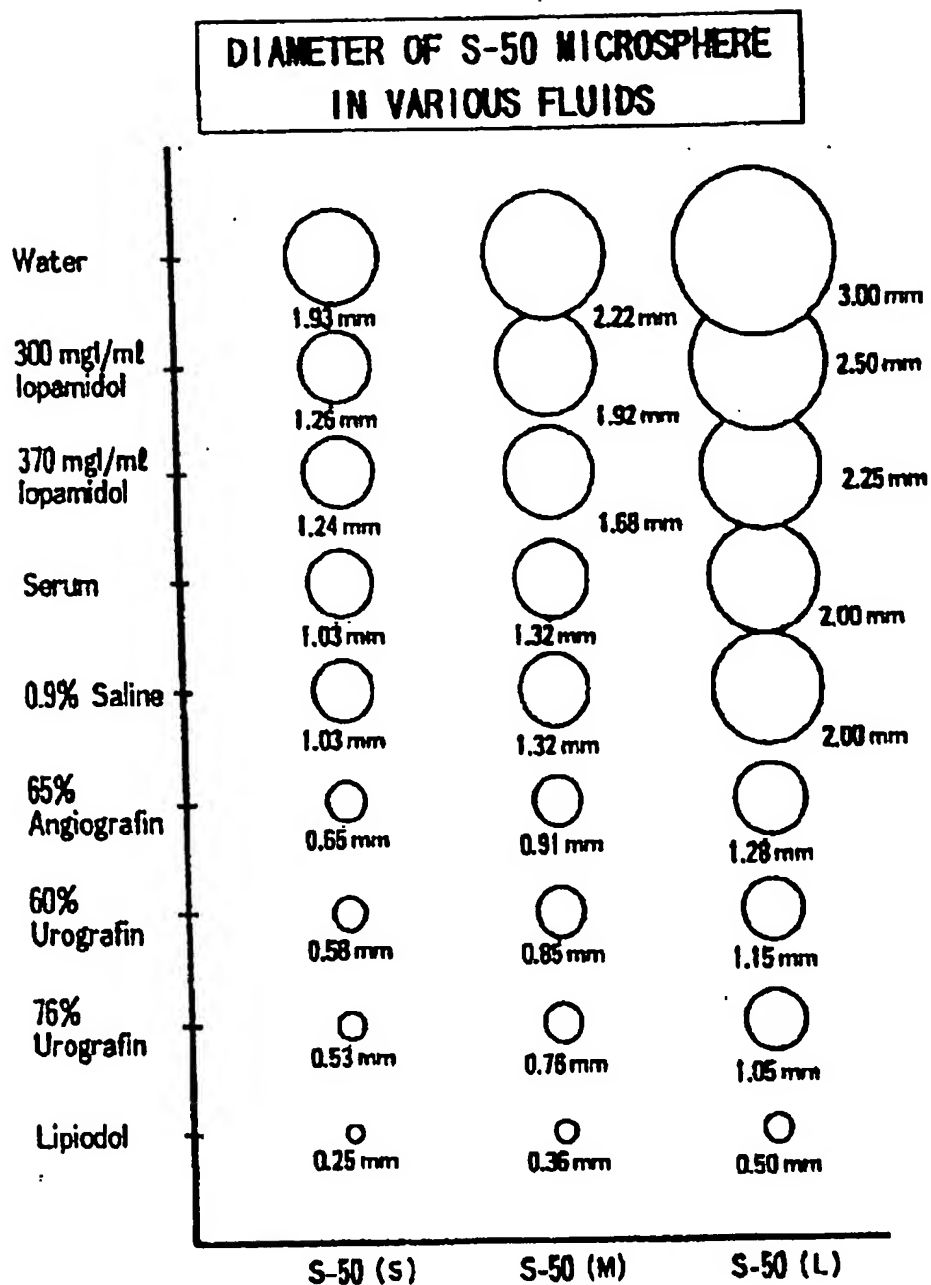 DIAMETER OF S-50 MICROSPHERE
IN VARIOUS FLUIDS
Water
1.93 mm
2.22 mm
3.00 mm
300 mgI/mℓ
Iopamidol
1.26 mm
1.92 mm
2.50 mm
370 mgI/mℓ
Iopamidol
1.24 mm
1.68 mm
2.25 mm
Serum
1.03 mm
1.32 mm
2.00 mm
0.9% Saline
1.03 mm
1.32 mm
2.00 mm
65%
Angiografin
0.65 mm
0.91 mm
1.28 mm
60%
Urografin
0.58 mm
0.85 mm
1.15 mm
76%
Urografin
0.53 mm
0.76 mm
1.05 mm
Lipiodol
0.25 mm
0.36 mm
0.50 mm
S-50 (S) S-50 (M) S-50 (L)